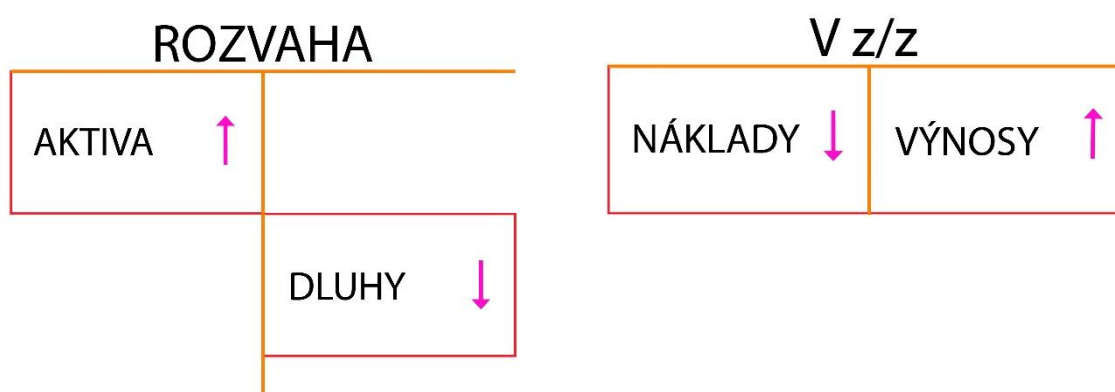 ROZVAHA
AKTIVA
DLUHY
V z/z
NÁKLADY
VÝNOSY